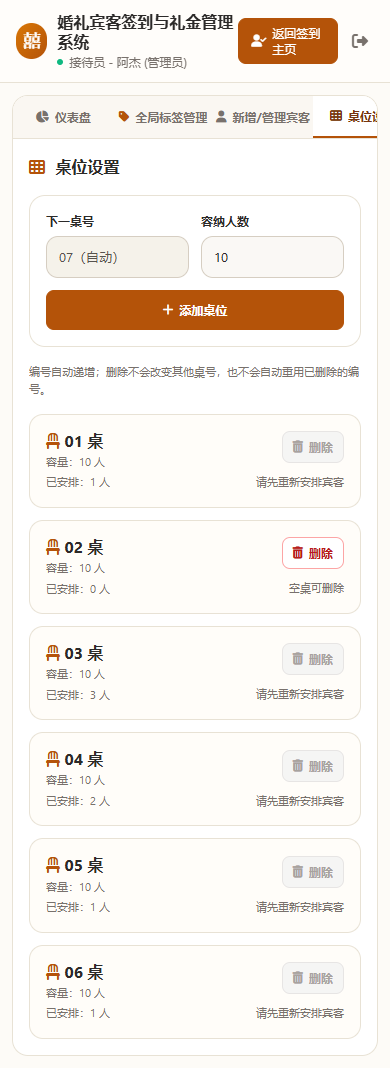 囍
婚礼宾客签到与礼金管理
系统
接待员 - 阿杰 (管理员)
返回签到
主页
仪表盘
全局标签管理
新增/管理宾客
桌位设
桌位设置
下一桌号
容纳人数
07（自动）
10
添加桌位
编号自动递增；删除不会改变其他桌号，也不会自动重用已删除的编
号。
01 桌
删除
容量：10 人
已安排：1 人
请先重新安排宾客
02 桌
删除
容量：10 人
已安排：0 人
空桌可删除
03 桌
删除
容量：10 人
已安排：3 人
请先重新安排宾客
04 桌
删除
容量：10 人
已安排：2 人
请先重新安排宾客
05 桌
删除
容量：10 人
已安排：1 人
请先重新安排宾客
06 桌
删除
容量：10 人
已安排：1 人
请先重新安排宾客